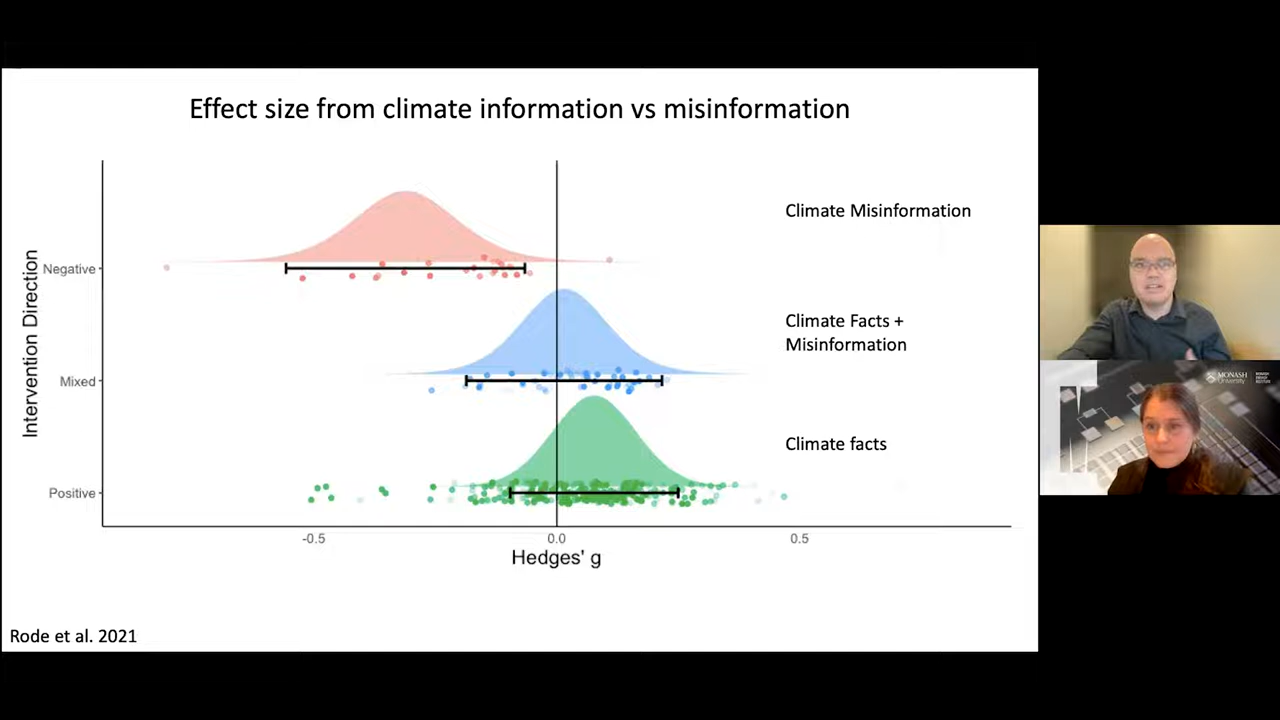 Effect size from climate information vs misinformation
Intervention Direction
Negative
Mixed
Positive
Climate Misinformation
Climate Facts +
Misinformation
Climate facts
-0.5
0.0
0.5
Hedges' g
Rode et al. 2021
MONASH
University